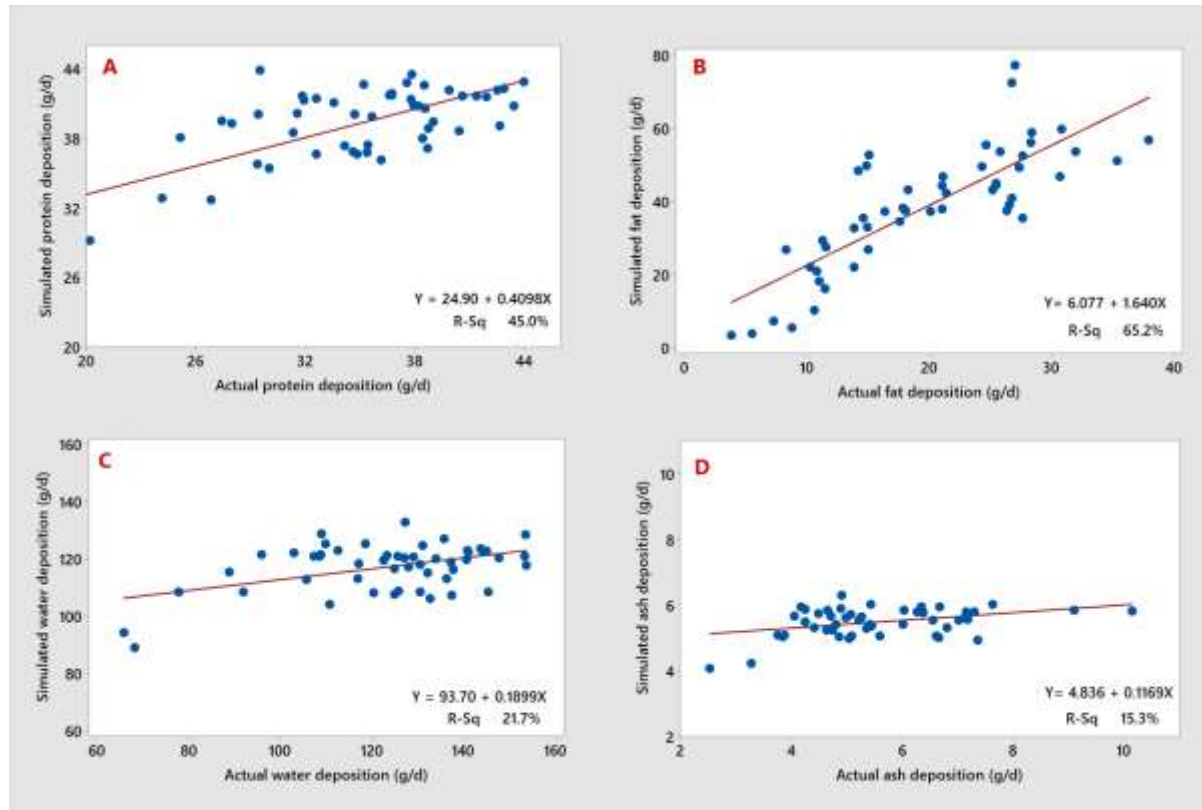 A
44
38
32
26
20
Simulated protein deposition (g/d)
Y = 24.90 + 0.4098X
R-Sq 45.0%
20 26 32 38 44
Actual protein deposition (g/d)
B
80
60
40
20
0
Simulated fat deposition (g/d)
Y= 6.077 + 1.640X
R-Sq 65.2%
0 10 20 30 40
Actual fat deposition (g/d)
C
160
140
120
100
80
60
Simulated water deposition (g/d)
Y = 93.70 + 0.1899X
R-Sq 21.7%
60 80 100 120 140 160
Actual water deposition (g/d)
D
10
8
6
4
2
Simulated ash deposition (g/d)
Y= 4.836 + 0.1169X
R-Sq 15.3%
2 4 6 8 10
Actual ash deposition (g/d)